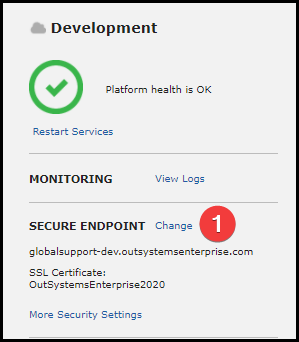 Development
Platform health is OK
Restart Services
MONITORING View Logs
SECURE ENDPOINT Change 1
globalsupport-dev.outsystemsenterprise.com
SSL Certificate:
OutSystemsEnterprise2020
More Security Settings